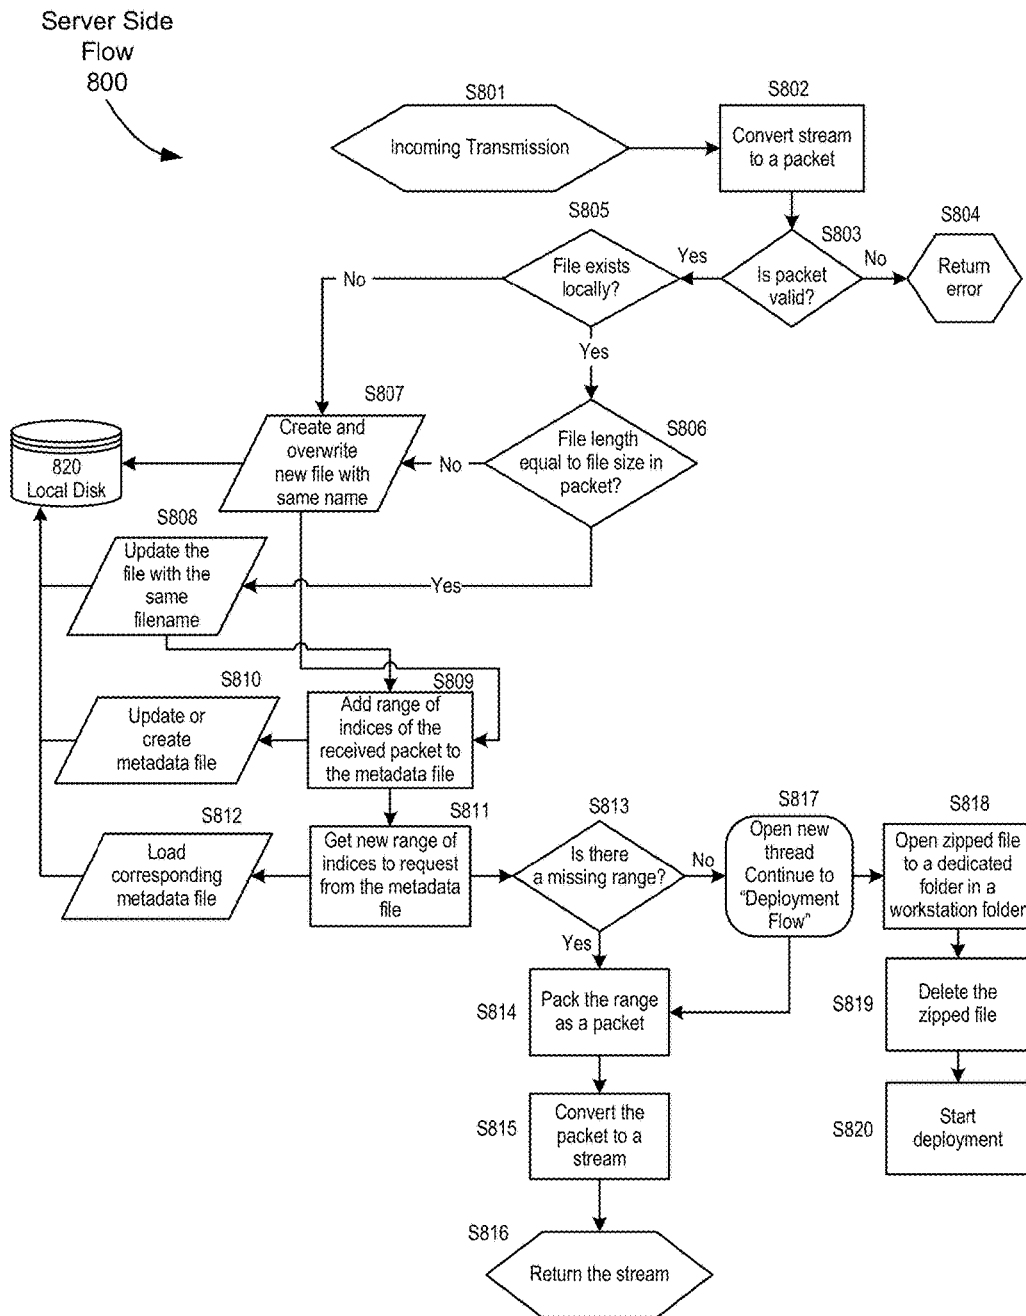 Server Side
Flow
800
S801
Incoming Transmission
S802
Convert stream
to a packet
S803
Is packet
valid?
No
S804
Return
error
Yes
S805
File exists
locally?
No
Yes
S806
File length
equal to file size in
packet?
No
S807
Create and
overwrite
new file with
same name
820
Local Disk
Yes
S808
Update the
file with the
same
filename
S809
Add range of
indices of the
received packet to
the metadata file
S810
Update or
create
metadata file
S811
Get new range of
indices to request
from the metadata
file
S812
Load
corresponding
metadata file
S813
Is there
a missing range?
No
Yes
S814
Pack the range
as a packet
S815
Convert the
packet to a
stream
S816
Return the stream
S817
Open new
thread
Continue to
“Deployment
Flow”
S818
Open zipped file
to a dedicated
folder in a
workstation folder
S819
Delete the
zipped file
S820
Start
deployment